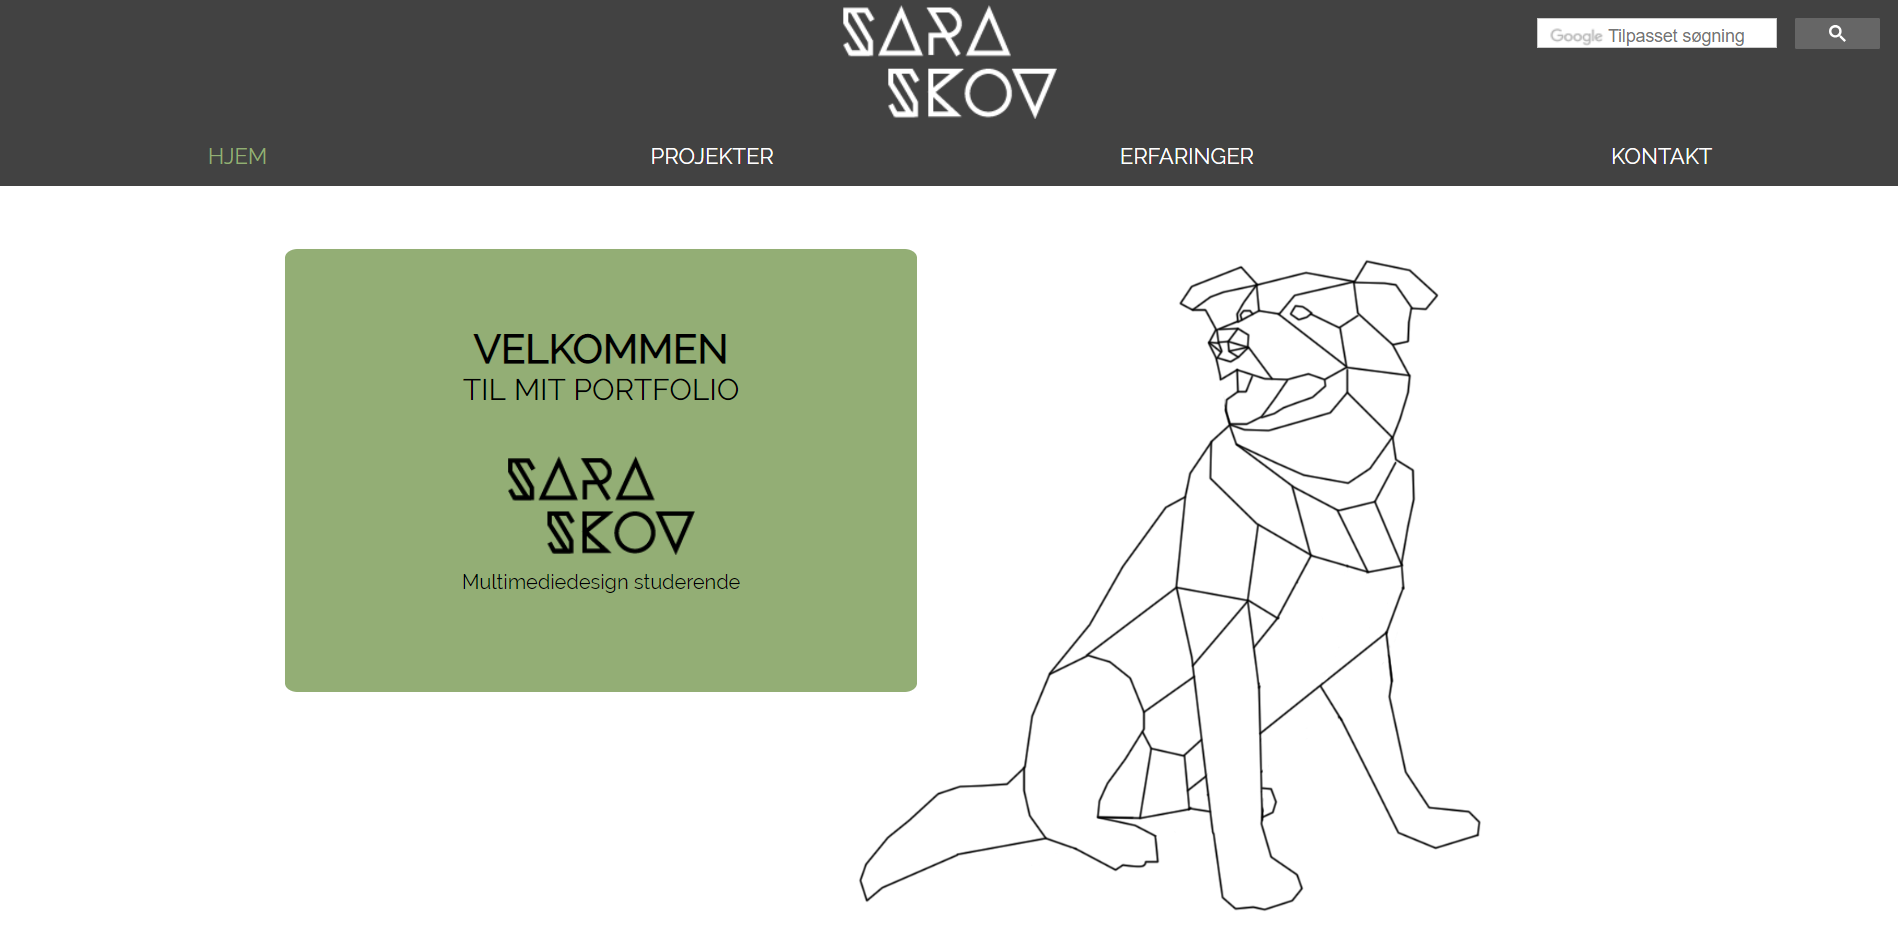 SARA
SKOV
Google Tilpasset søgning
HJEM
PROJEKTER
ERFARINGER
KONTAKT
VELKOMMEN
TIL MIT PORTFOLIO
SARA
SKOV
Multimediedesign studerende